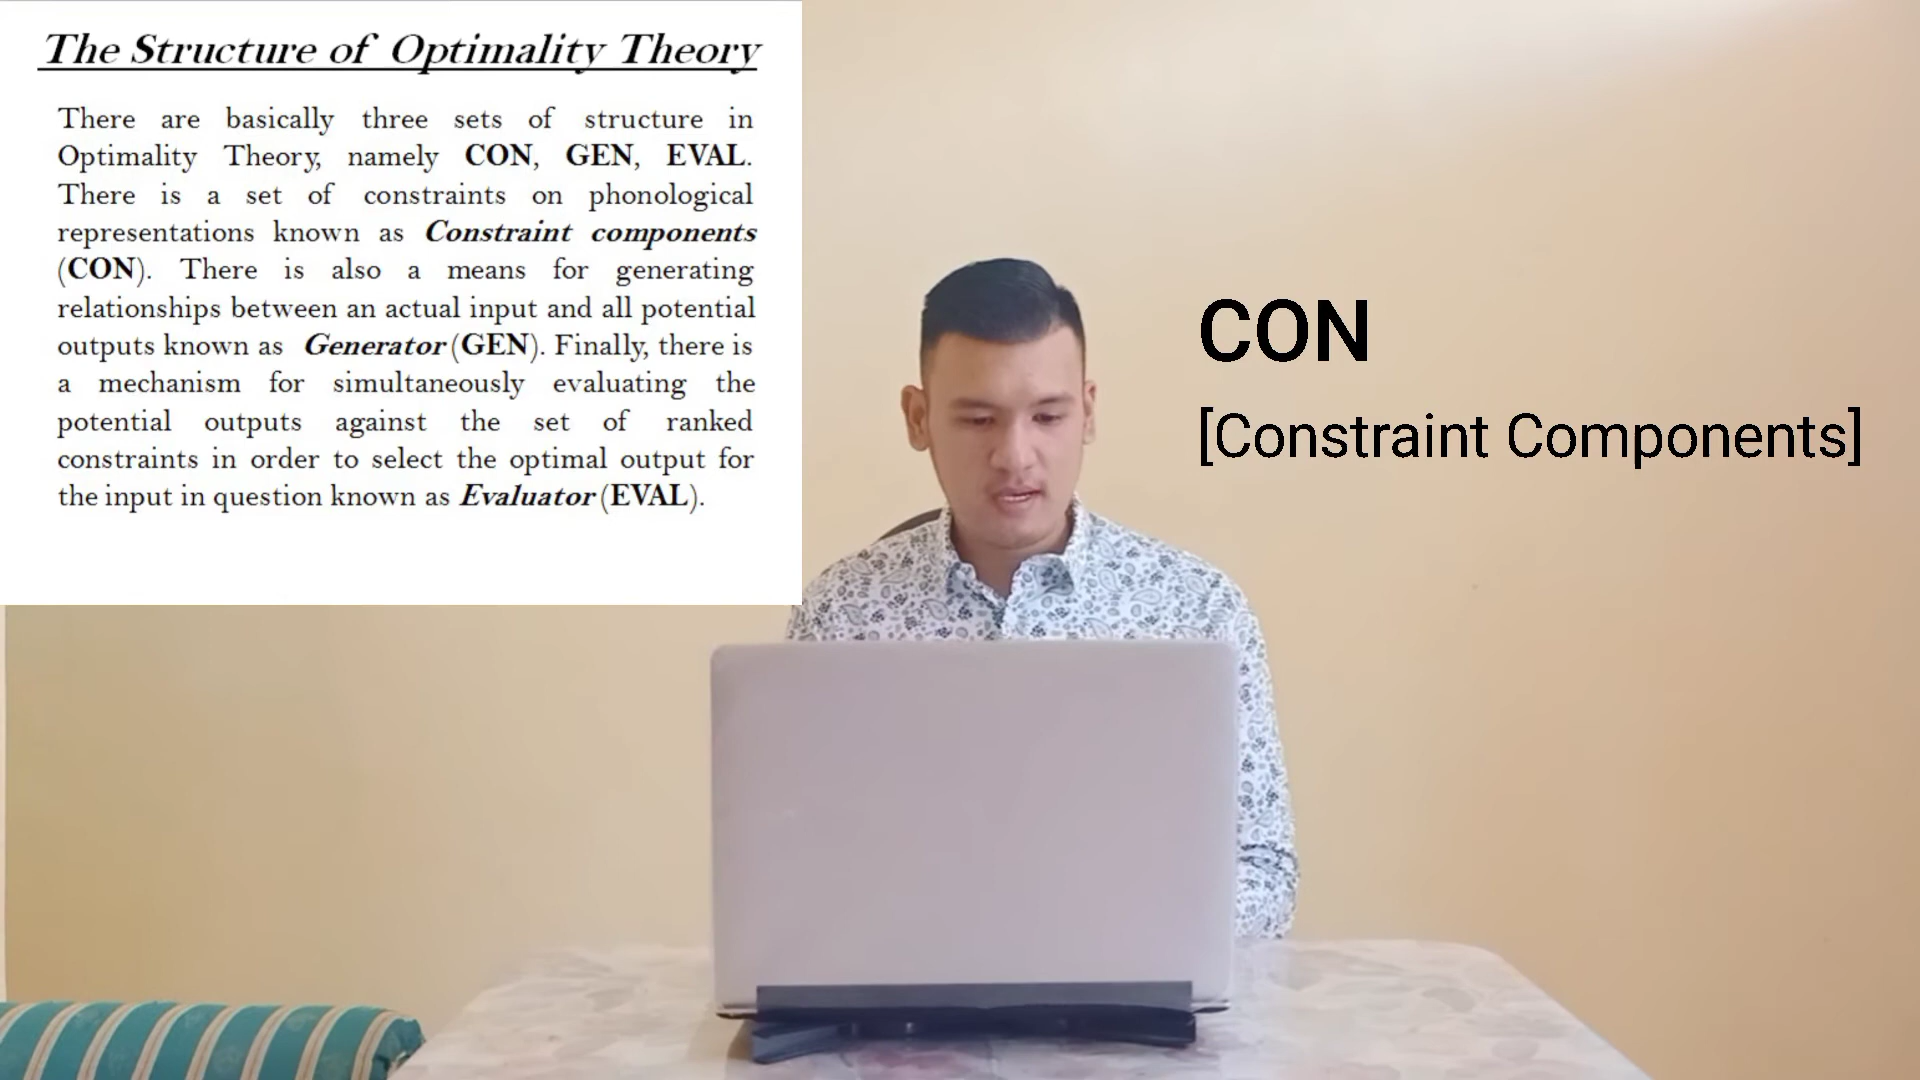 The Structure of Optimality Theory
There are basically three sets of structure in
Optimality Theory, namely CON, GEN, EVAL.
There is a set of constraints on phonological
representations known as Constraint components
(CON). There is also a means for generating
relationships between an actual input and all potential
outputs known as Generator (GEN). Finally, there is
a mechanism for simultaneously evaluating the
potential outputs against the set of ranked
constraints in order to select the optimal output for
the input in question known as Evaluator (EVAL).
CON
[Constraint Components]